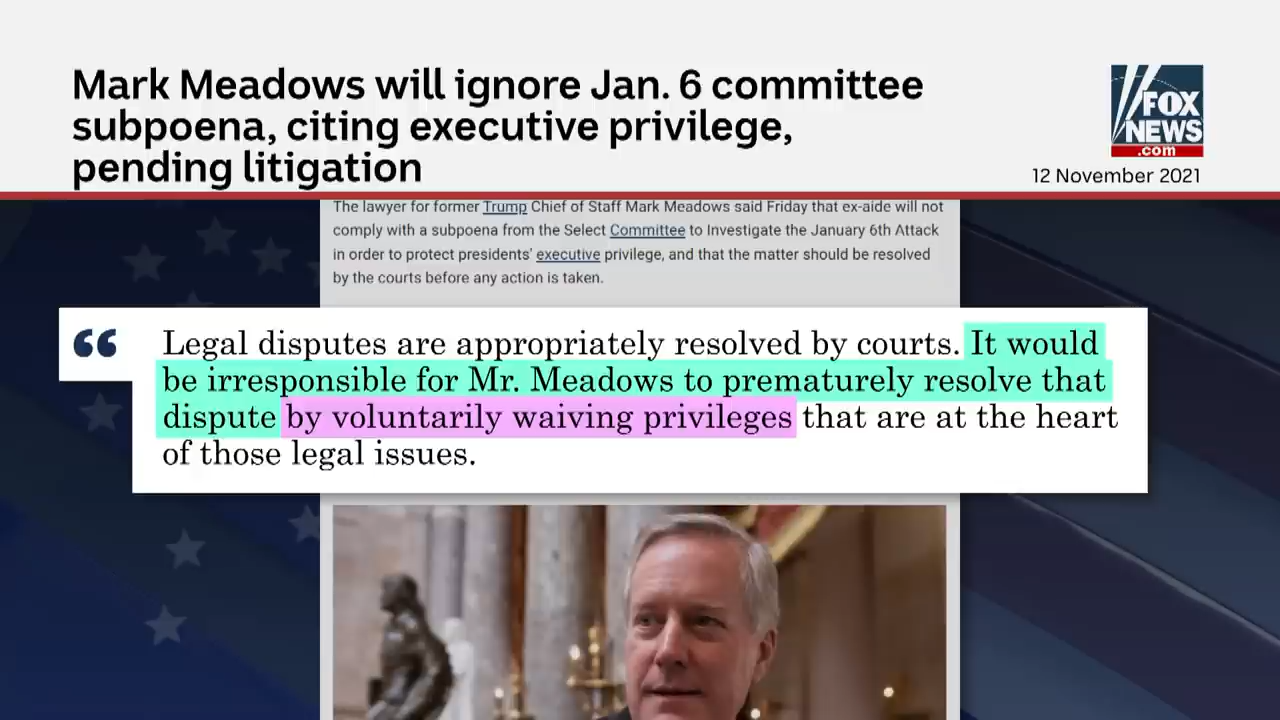 Mark Meadows will ignore Jan. 6 committee
subpoena, citing executive privilege,
pending litigation
FOX
NEWS
.com
12 November 2021
The lawyer for former Trump Chief of Staff Mark Meadows said Friday that ex-aide will not
comply with a subpoena from the Select Committee to Investigate the January 6th Attack
in order to protect presidents' executive privilege, and that the matter should be resolved
by the courts before any action is taken.
“
Legal disputes are appropriately resolved by courts. It would
be irresponsible for Mr. Meadows to prematurely resolve that
dispute by voluntarily waiving privileges that are at the heart
of those legal issues.